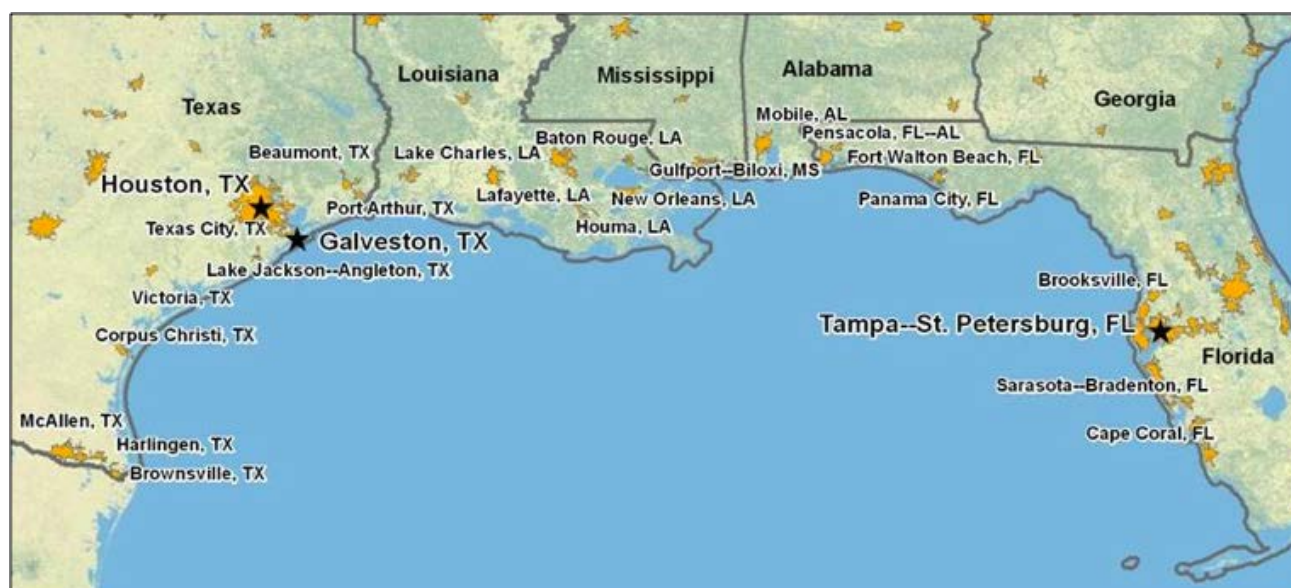 Louisiana
Mississippi
Alabama
Georgia
Texas
Mobile, AL
Pensacola, FL--AL
Baton Rouge, LA
Beaumont, TX
Lake Charles, LA
Fort Walton Beach, FL
Gulfport--Biloxi, MS
Houston, TX
Lafayette, LA
New Orleans, LA
Panama City, FL
Port Arthur, TX
Texas City, TX
Houma, LA
Galveston, TX
Lake Jackson--Angleton, TX
Brooksville, FL
Victoria, TX
Tampa--St. Petersburg, FL
Corpus Christi, TX
Florida
Sarasota--Bradenton, FL
McAllen, TX
Cape Coral, FL
Harlingen, TX
Brownsville, TX